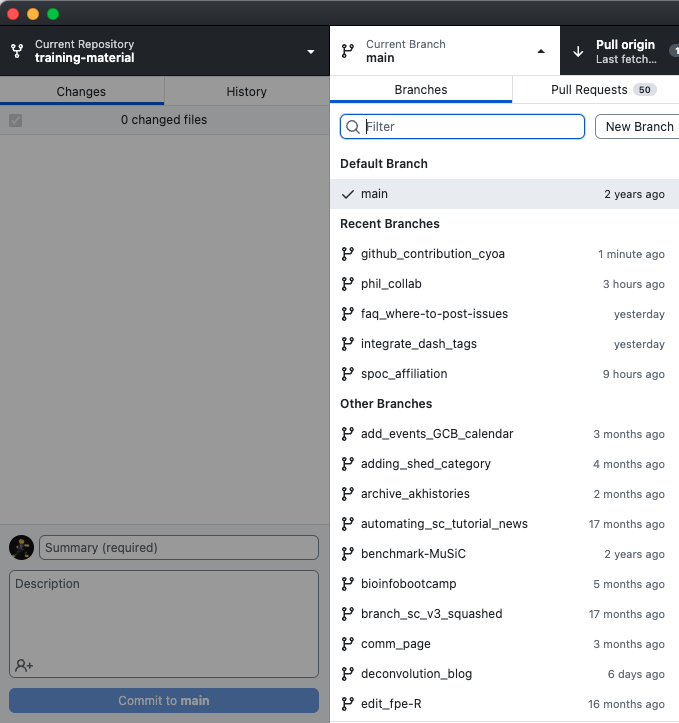 Current Repository
training-material
Current Branch
main
Pull origin
Last fetch...
1
Changes
History
Branches
Pull Requests 50
0 changed files
Filter
New Branch
Default Branch
main 2 years ago
Recent Branches
github_contribution_cyoa 1 minute ago
phil_collab 3 hours ago
faq_where-to-post-issues yesterday
integrate_dash_tags yesterday
spoc_affiliation 9 hours ago
Other Branches
add_events_GCB_calendar 3 months ago
adding_shed_category 4 months ago
archive_akhistories 2 months ago
automating_sc_tutorial_news 17 months ago
benchmark-MuSiC 2 years ago
bioinfobootcamp 5 months ago
branch_sc_v3_squashed 17 months ago
comm_page 3 months ago
deconvolution_blog 6 days ago
edit_fpe-R 16 months ago
Summary (required)
Description
Commit to main